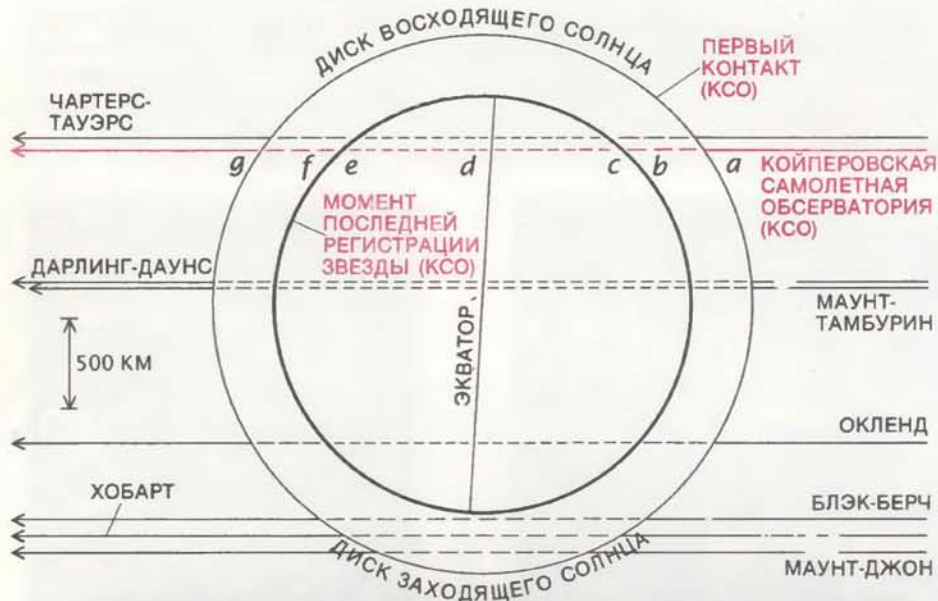 ДИСК ВОСХОДЯЩЕГО СОЛНЦА
ПЕРВЫЙ
КОНТАКТ
(КСО)
ЧАРТЕРС-
ТАУЭРС
g
f
e
d
c
b
a
КОЙПЕРОВСКАЯ
САМОЛЕТНАЯ
ОБСЕРВАТОРИЯ
(КСО)
МОМЕНТ
ПОСЛЕДНЕЙ
РЕГИСТРАЦИИ
ЗВЕЗДЫ (КСО)
ДАРЛИНГ-ДАУНС
МАУНТ-
ТАМБУРИН
ЭКВАТОР
500 КМ
ОКЛЕНД
ХОБАРТ
БЛЭК-БЕРЧ
МАУНТ-ДЖОН
ДИСК ЗАХОДЯЩЕГО СОЛНЦА